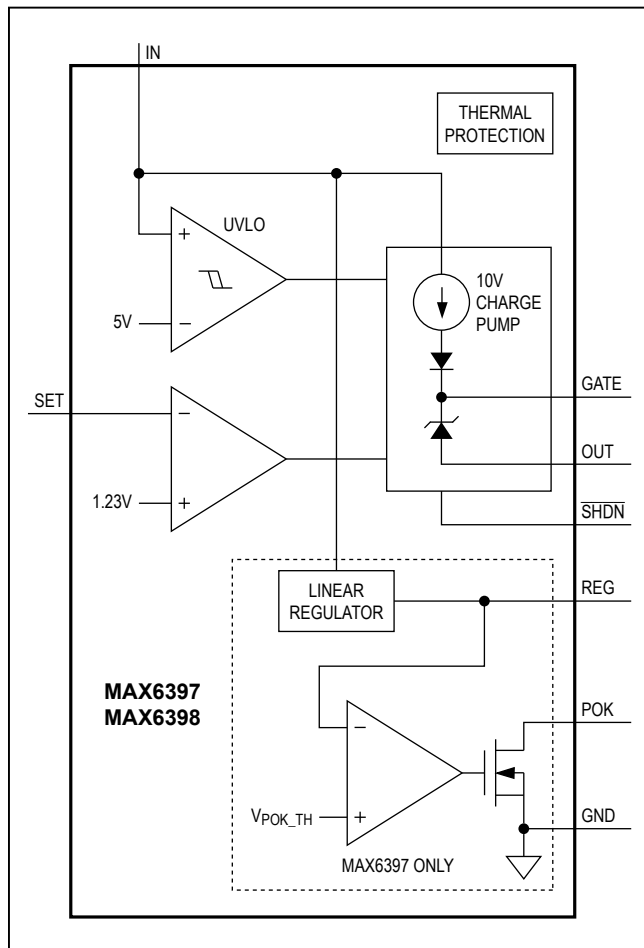 IN
THERMAL
PROTECTION
UVLO
+
5V
−
10V
CHARGE
PUMP
GATE
SET
−
OUT
1.23V
+
SHDN
LINEAR
REGULATOR
REG
MAX6397
MAX6398
−
POK
VPOK_TH
+
GND
MAX6397 ONLY